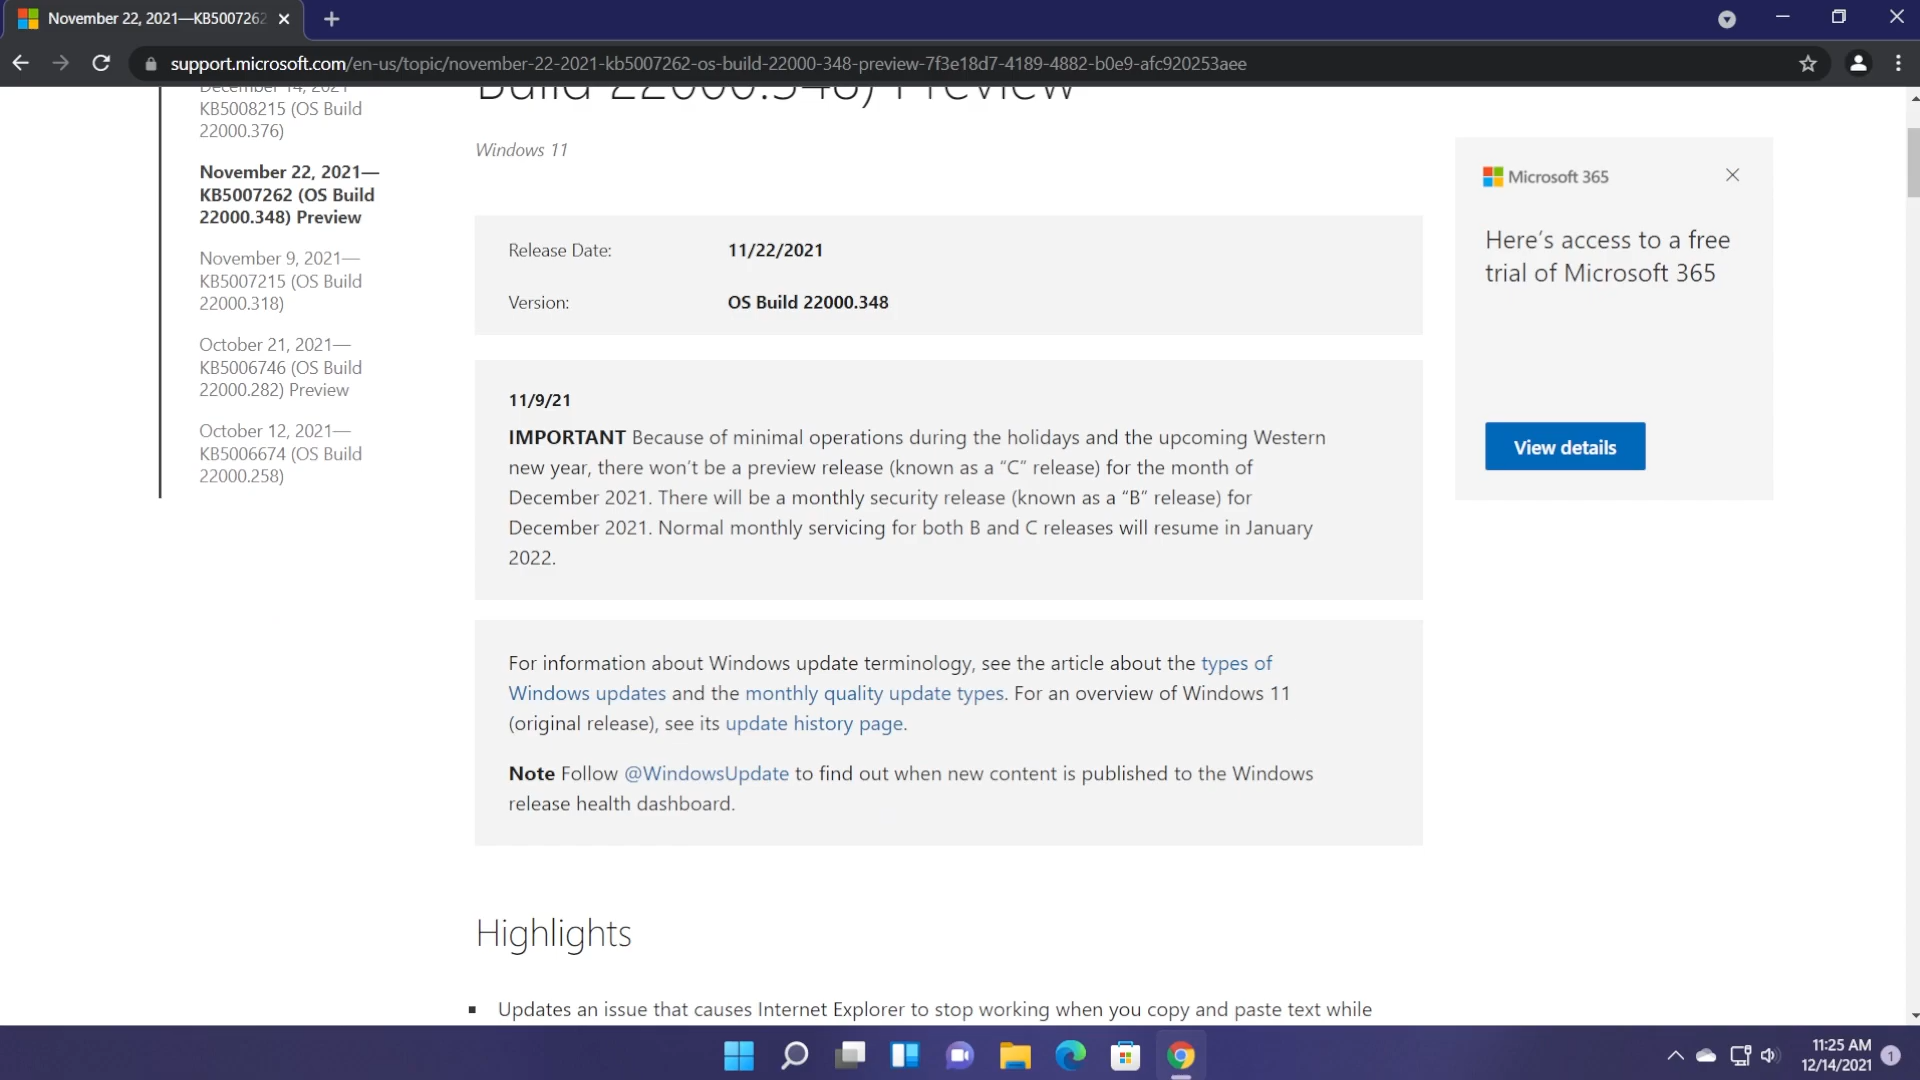 November 22, 2021—KB5007262
support.microsoft.com/en-us/topic/november-22-2021-kb5007262-os-build-22000-348-preview-7f3e18d7-4189-4882-b0e9-afc920253aee
December 14, 2021
KB5008215 (OS Build
22000.376)
November 22, 2021—
KB5007262 (OS Build
22000.348) Preview
November 9, 2021—
KB5007215 (OS Build
22000.318)
October 21, 2021—
KB5006746 (OS Build
22000.282) Preview
October 12, 2021—
KB5006674 (OS Build
22000.258)
Build 22000.348) Preview
Windows 11
Release Date:
11/22/2021
Version:
OS Build 22000.348
11/9/21
IMPORTANT Because of minimal operations during the holidays and the upcoming Western
new year, there won’t be a preview release (known as a “C” release) for the month of
December 2021. There will be a monthly security release (known as a “B” release) for
December 2021. Normal monthly servicing for both B and C releases will resume in January
2022.
For information about Windows update terminology, see the article about the types of
Windows updates and the monthly quality update types. For an overview of Windows 11
(original release), see its update history page.
Note Follow @WindowsUpdate to find out when new content is published to the Windows
release health dashboard.
Highlights
Updates an issue that causes Internet Explorer to stop working when you copy and paste text while
Microsoft 365
Here’s access to a free
trial of Microsoft 365
View details
11:25 AM
12/14/2021
1